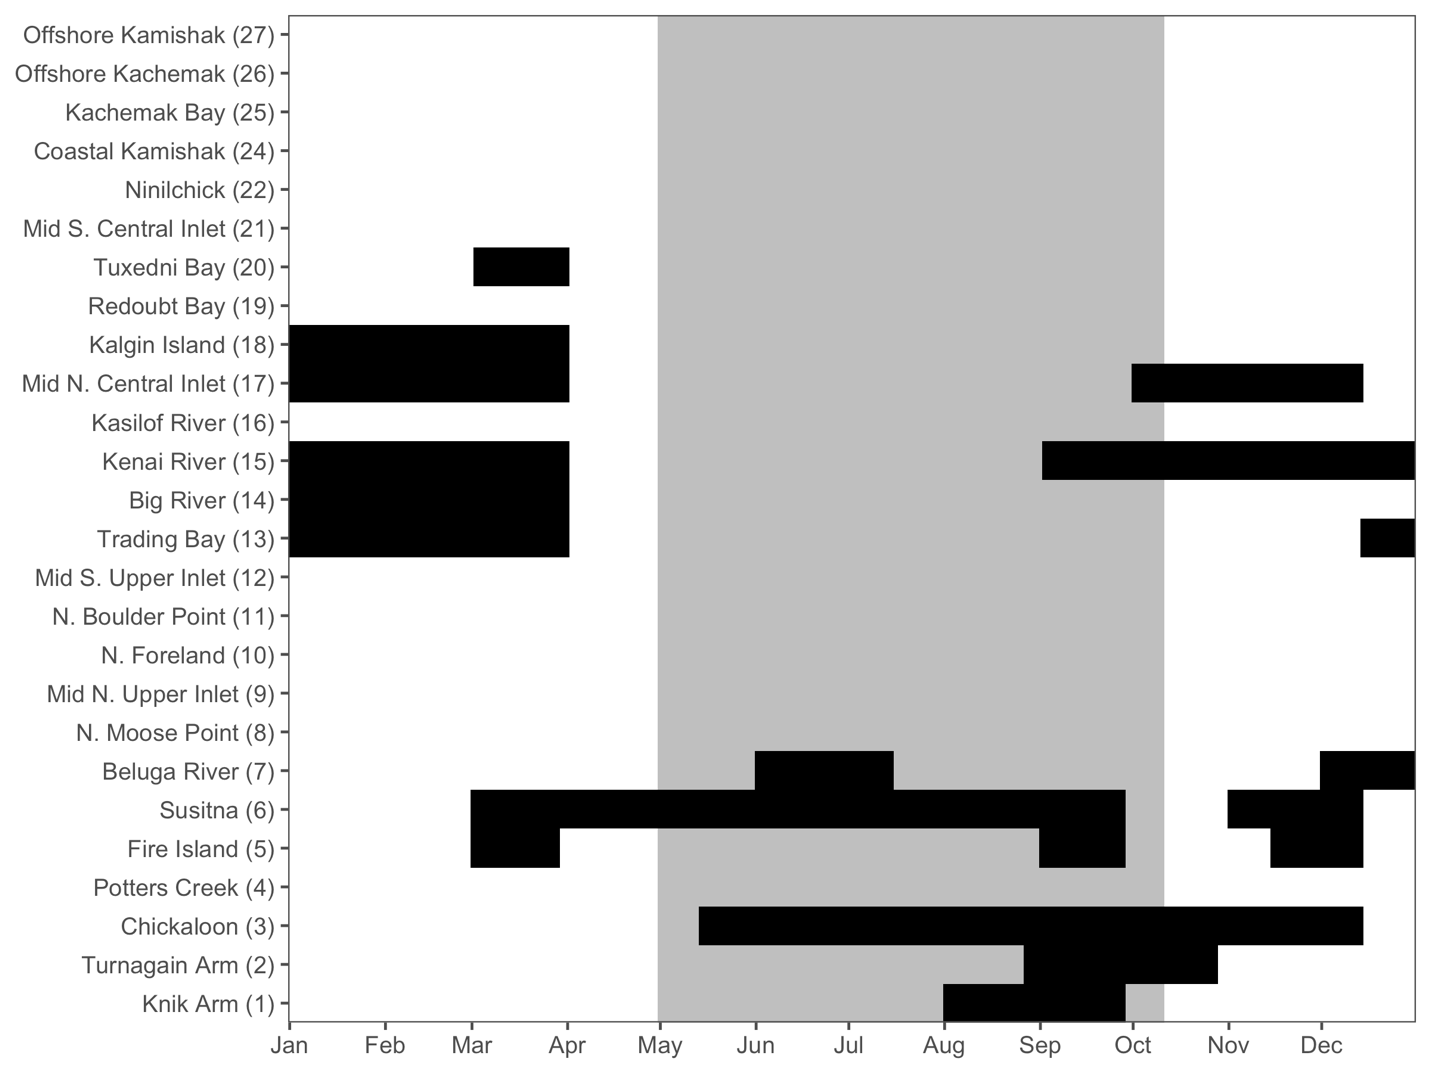 Offshore Kamishak (27)
Offshore Kachemak (26)
Kachemak Bay (25)
Coastal Kamishak (24)
Ninilchick (22)
Mid S. Central Inlet (21)
Tuxedni Bay (20)
Redoubt Bay (19)
Kalgin Island (18)
Mid N. Central Inlet (17)
Kasilof River (16)
Kenai River (15)
Big River (14)
Trading Bay (13)
Mid S. Upper Inlet (12)
N. Boulder Point (11)
N. Foreland (10)
Mid N. Upper Inlet (9)
N. Moose Point (8)
Beluga River (7)
Susitna (6)
Fire Island (5)
Potters Creek (4)
Chickaloon (3)
Turnagain Arm (2)
Knik Arm (1)
Jan Feb Mar Apr May Jun Jul Aug Sep Oct Nov Dec